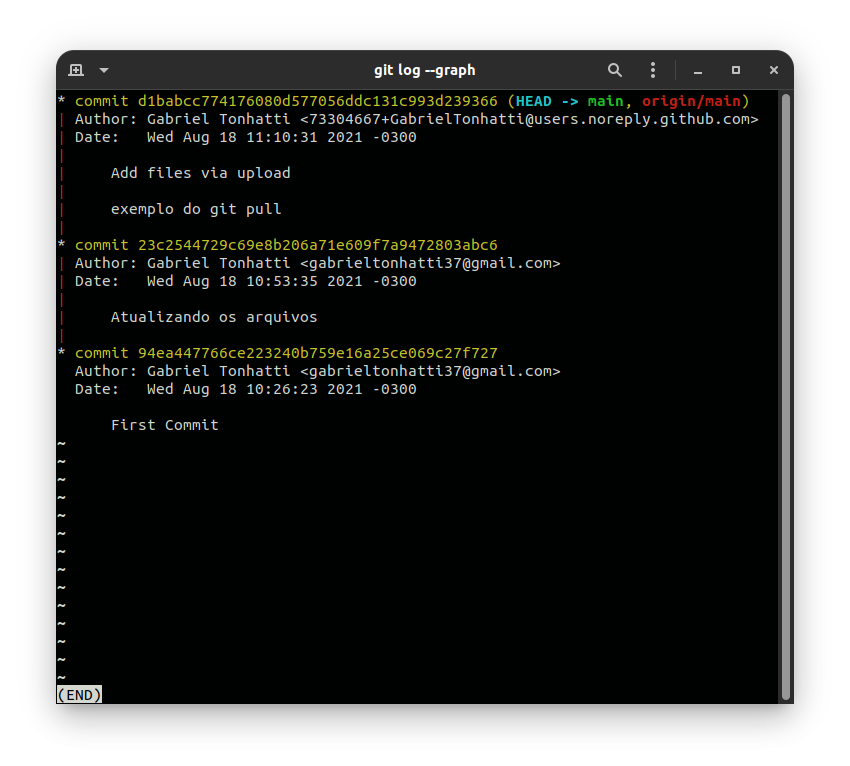 git log --graph
* commit d1babcc774176080d577056ddc131c993d239366 (HEAD -> main, origin/main)
| Author: Gabriel Tonhatti <73304667+GabrielTonhatti@users.noreply.github.com>
| Date:   Wed Aug 18 11:10:31 2021 -0300
|
|     Add files via upload
|
|     exemplo do git pull
|
* commit 23c2544729c69e8b206a71e609f7a9472803abc6
| Author: Gabriel Tonhatti <gabrieltonhatti37@gmail.com>
| Date:   Wed Aug 18 10:53:35 2021 -0300
|
|     Atualizando os arquivos
|
* commit 94ea447766ce223240b759e16a25ce069c27f727
  Author: Gabriel Tonhatti <gabrieltonhatti37@gmail.com>
  Date:   Wed Aug 18 10:26:23 2021 -0300

      First Commit
~
~
~
~
~
~
~
~
~
~
~
~
~
~
(END)